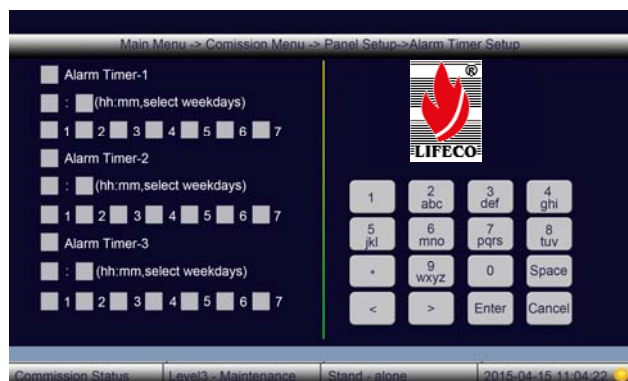 Main Menu -> Comission Menu -> Panel Setup->Alarm Timer Setup
Alarm Timer-1
: (hh:mm,select weekdays)
1 2 3 4 5 6 7
Alarm Timer-2
: (hh:mm,select weekdays)
1 2 3 4 5 6 7
Alarm Timer-3
: (hh:mm,select weekdays)
1 2 3 4 5 6 7
®
LIFECO
1 2 abc 3 def 4 ghi
5 jkl 6 mno 7 pqrs 8 tuv
* 9 wxyz 0 Space
< > Enter Cancel
Commission Status Level3 - Maintenance Stand - alone 2015-04-15 11:04:22